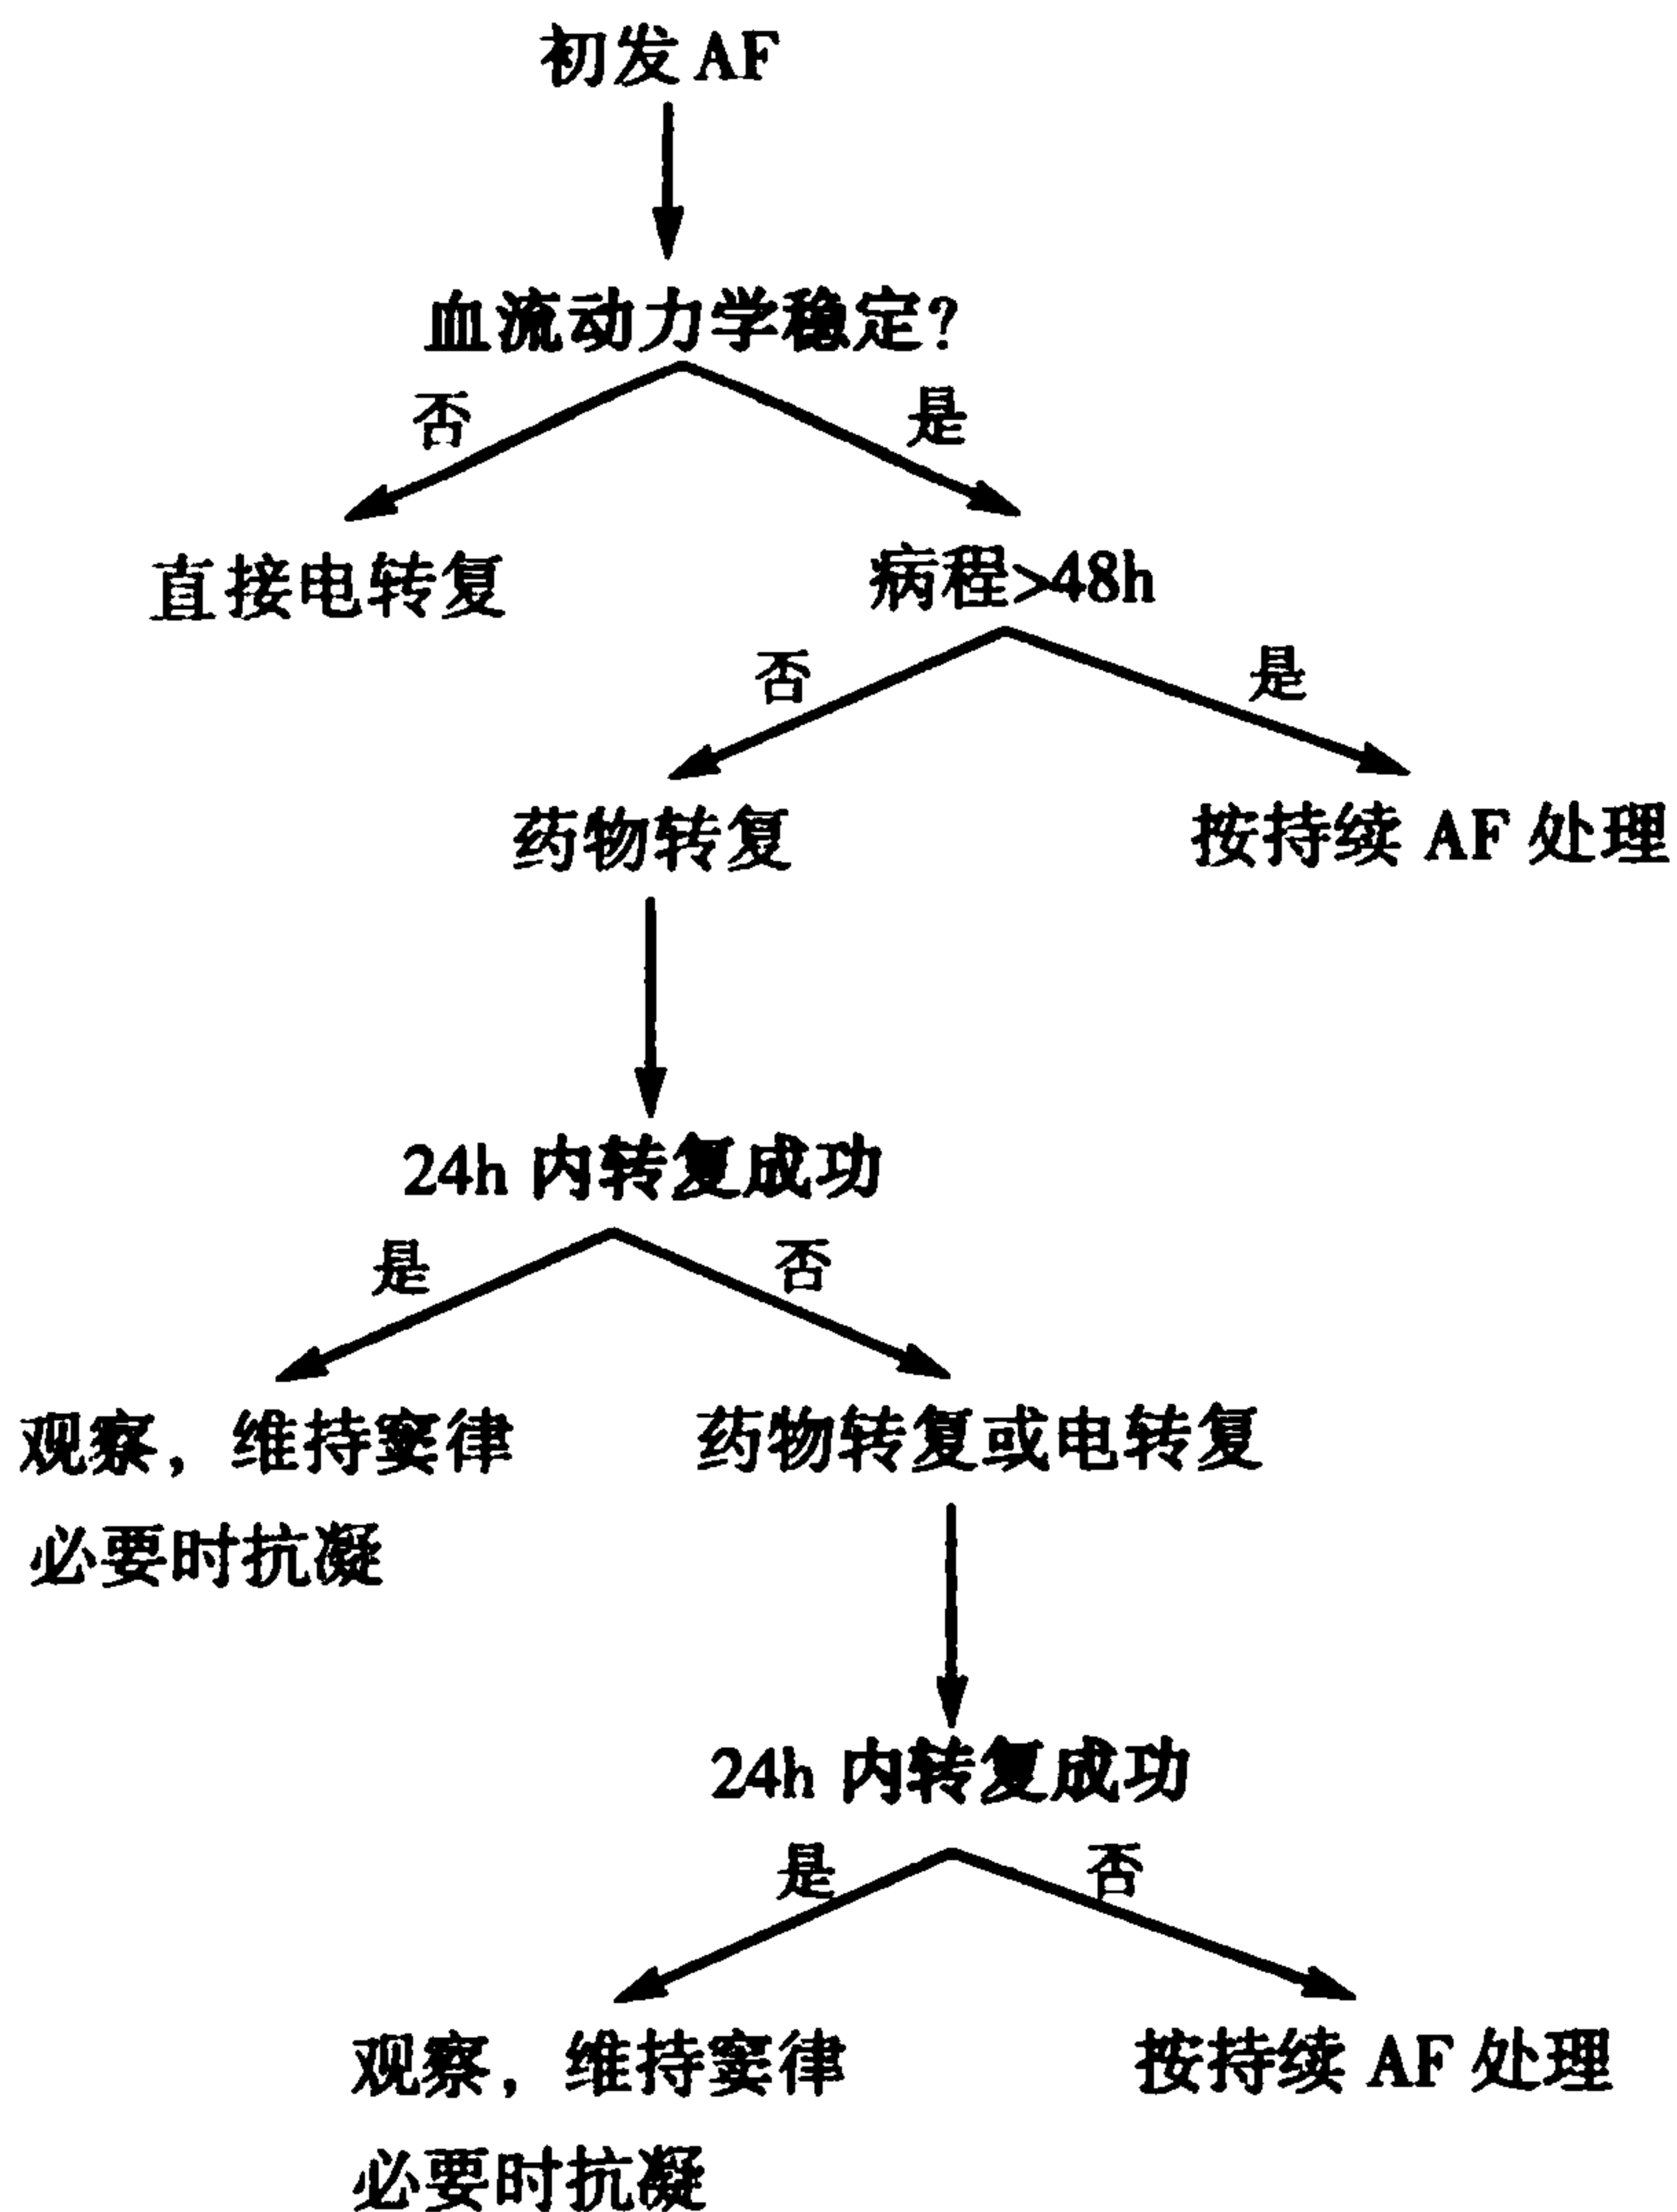 初发 AF
血流动力学稳定？
否
是
直接电转复
病程>48h
否
是
药物转复
按持续 AF 处理
24h 内转复成功
是
否
观察，维持窦律
药物转复或电转复
必要时抗凝
24h 内转复成功
是
否
观察，维持窦律
按持续 AF 处理
必要时抗凝